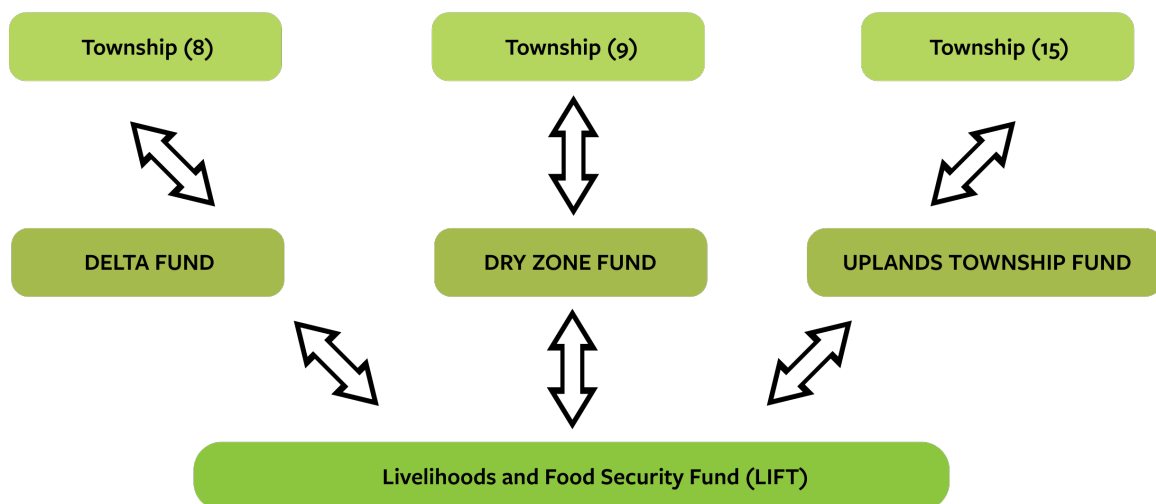 Township (8)
Township (9)
Township (15)
DELTA FUND
DRY ZONE FUND
UPLANDS TOWNSHIP FUND
Livelihoods and Food Security Fund (LIFT)